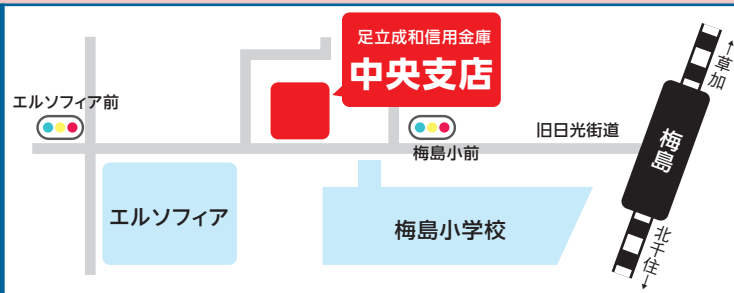 足立成和信用金庫
中央支店
←草加
エルソフィア前
旧日光街道
梅島
梅島小前
エルソフィア
梅島小学校
北千住→